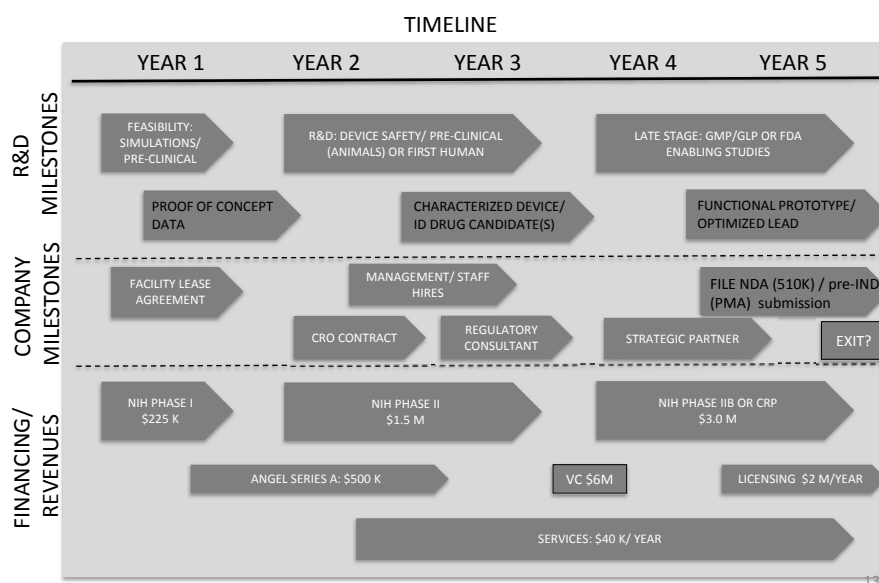 TIMELINE
YEAR 1 YEAR 2 YEAR 3 YEAR 4 YEAR 5
R&D
MILESTONES
FEASIBILITY:
SIMULATIONS/
PRE-CLINICAL
R&D: DEVICE SAFETY/ PRE-CLINICAL
(ANIMALS) OR FIRST HUMAN
LATE STAGE: GMP/GLP OR FDA
ENABLING STUDIES
PROOF OF CONCEPT
DATA
CHARACTERIZED DEVICE/
ID DRUG CANDIDATE(S)
FUNCTIONAL PROTOTYPE/
OPTIMIZED LEAD
COMPANY
MILESTONES
FACILITY LEASE
AGREEMENT
MANAGEMENT/ STAFF
HIRES
FILE NDA (510K) / pre-IND
(PMA) submission
CRO CONTRACT
REGULATORY
CONSULTANT
STRATEGIC PARTNER
EXIT?
FINANCING/
REVENUES
NIH PHASE I
$225 K
NIH PHASE II
$1.5 M
NIH PHASE IIB OR CRP
$3.0 M
ANGEL SERIES A: $500 K
VC $6M
LICENSING $2 M/YEAR
SERVICES: $40 K/ YEAR
13